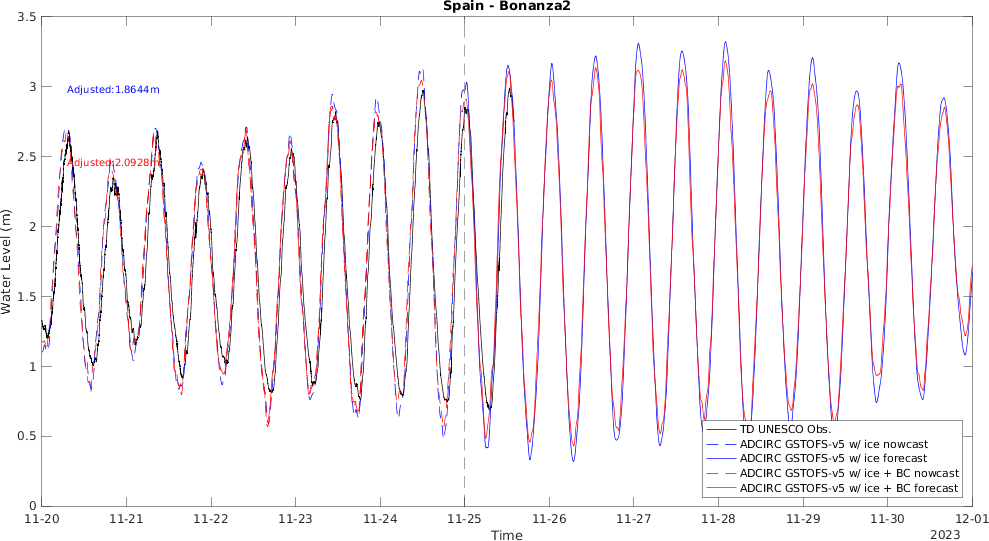 Spain - Bonanza2
3.5
3
2.5
2
1.5
1
0.5
0
Water Level (m)
Adjusted:1.8644m
Adjusted:2.0928m
TD UNESCO Obs.
ADCIRC GSTOFS-v5 w/ ice nowcast
ADCIRC GSTOFS-v5 w/ ice forecast
ADCIRC GSTOFS-v5 w/ ice + BC nowcast
ADCIRC GSTOFS-v5 w/ ice + BC forecast
11-20 11-21 11-22 11-23 11-24 11-25 11-26 11-27 11-28 11-29 11-30 12-01
Time
2023